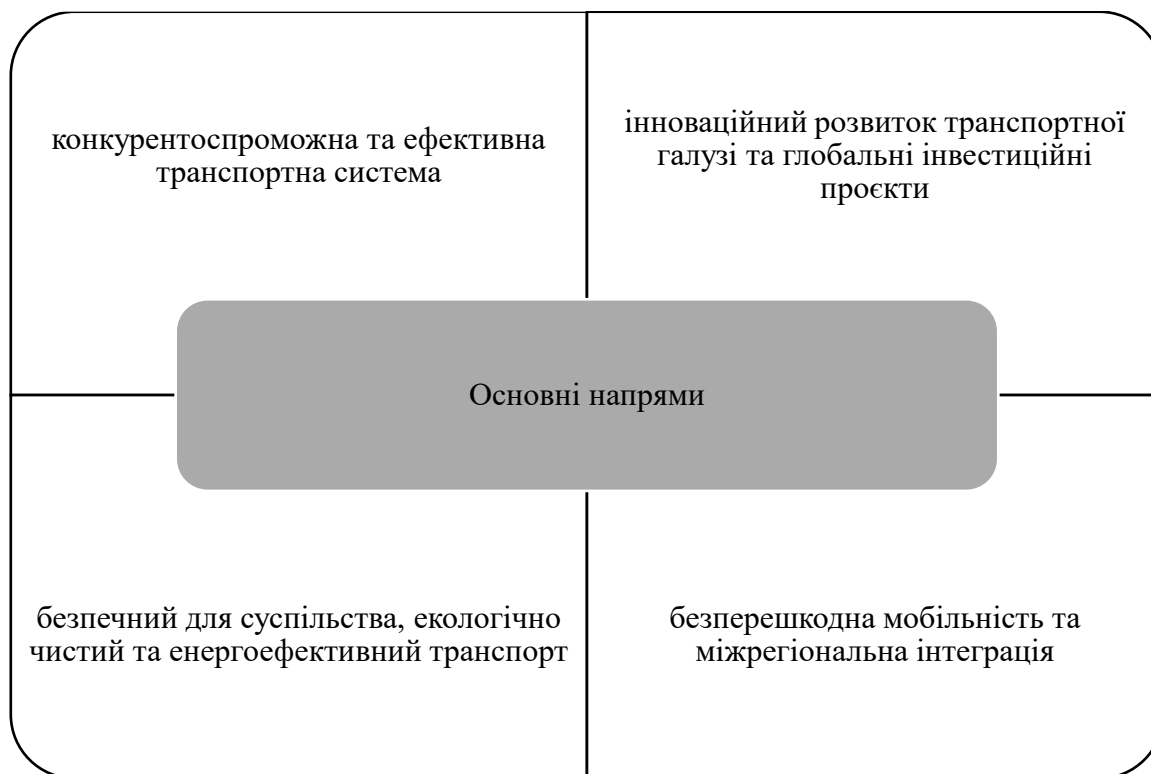 конкурентоспроможна та ефективна
транспортна система
інноваційний розвиток транспортної
галузі та глобальні інвестиційні
проєкти
Основні напрями
безпечний для суспільства, екологічно
чистий та енергоефективний транспорт
безперешкодна мобільність та
міжрегіональна інтеграція